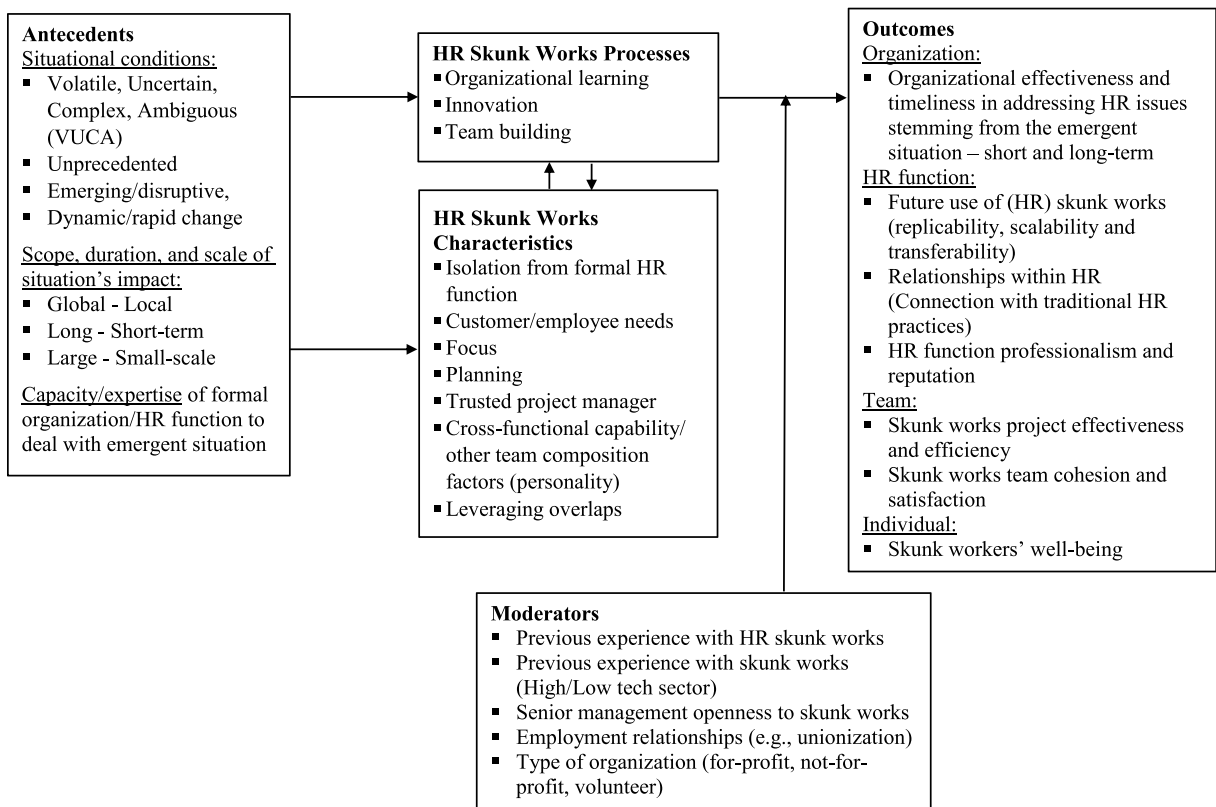 Antecedents
Situational conditions:
▪ Volatile, Uncertain,
Complex, Ambiguous
(VUCA)
▪ Unprecedented
▪ Emerging/disruptive,
▪ Dynamic/rapid change
Scope, duration, and scale of
situation’s impact:
▪ Global - Local
▪ Long - Short-term
▪ Large - Small-scale
Capacity/expertise of formal
organization/HR function to
deal with emergent situation
HR Skunk Works Processes
▪ Organizational learning
▪ Innovation
▪ Team building
HR Skunk Works
Characteristics
▪ Isolation from formal HR
function
▪ Customer/employee needs
▪ Focus
▪ Planning
▪ Trusted project manager
▪ Cross-functional capability/
other team composition
factors (personality)
▪ Leveraging overlaps
Moderators
▪ Previous experience with HR skunk works
▪ Previous experience with skunk works
(High/Low tech sector)
▪ Senior management openness to skunk works
▪ Employment relationships (e.g., unionization)
▪ Type of organization (for-profit, not-for-
profit, volunteer)
Outcomes
Organization:
▪ Organizational effectiveness and
timeliness in addressing HR issues
stemming from the emergent
situation – short and long-term
HR function:
▪ Future use of (HR) skunk works
(replicability, scalability and
transferability)
▪ Relationships within HR
(Connection with traditional HR
practices)
▪ HR function professionalism and
reputation
Team:
▪ Skunk works project effectiveness
and efficiency
▪ Skunk works team cohesion and
satisfaction
Individual:
▪ Skunk workers’ well-being